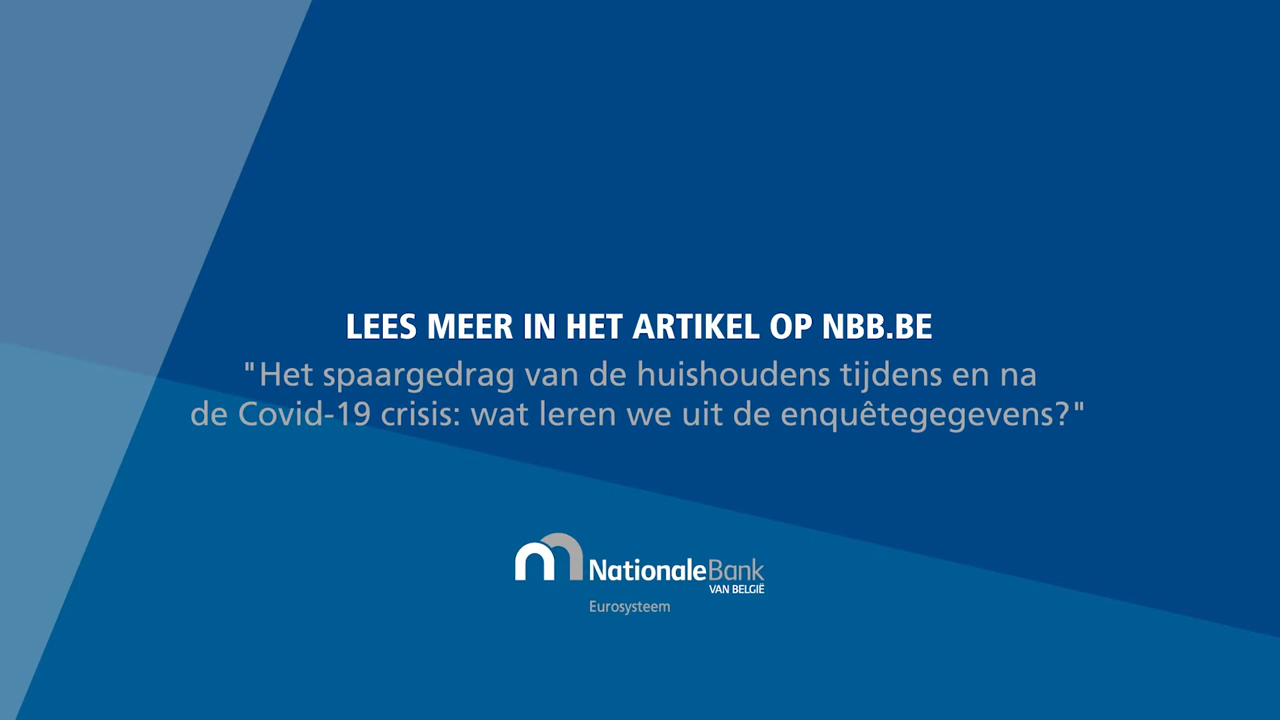 LEES MEER IN HET ARTIKEL OP NBB.BE
"Het spaargedrag van de huishoudens tijdens en na
de Covid-19 crisis: wat leren we uit de enquêtegegevens?"
NationaleBank
VAN BELGIË
Eurosysteem